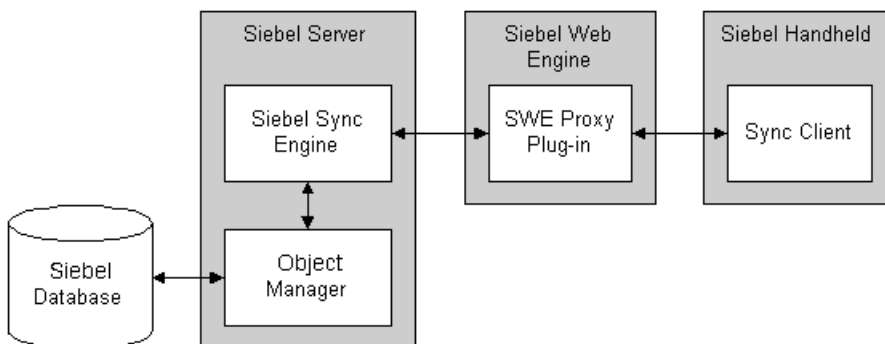 Siebel Server
Siebel Web
Engine
Siebel Handheld
Siebel Sync
Engine
SWE Proxy
Plug-in
Sync Client
Object
Manager
Siebel
Database